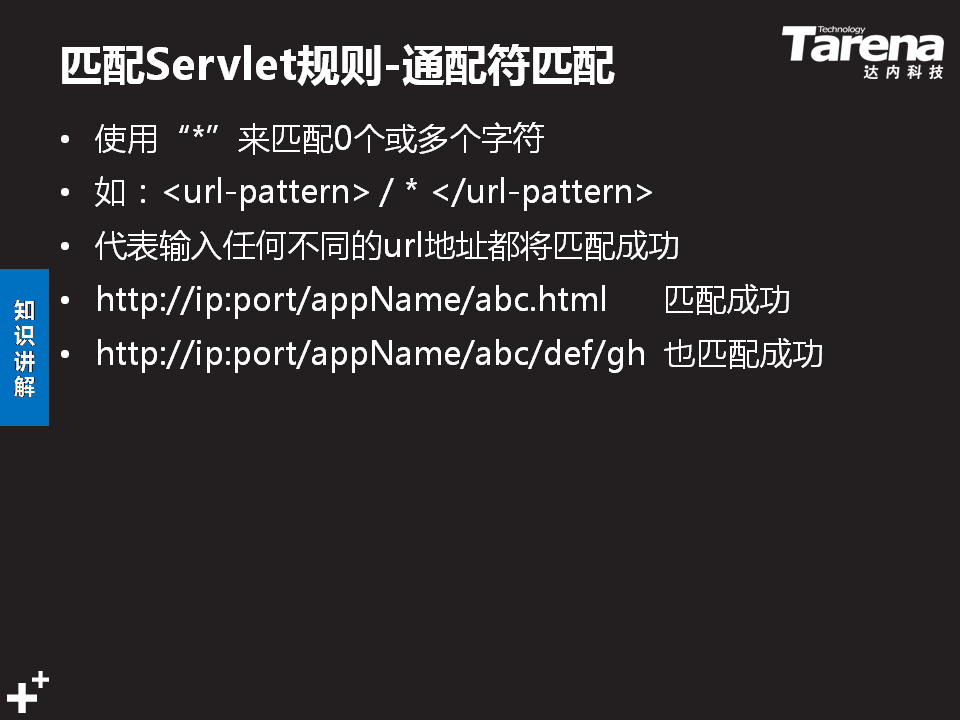 匹配Servlet规则-通配符匹配
Technology
Tarena
达内科技
• 使用“*”来匹配0个或多个字符
• 如：<url-pattern> / * </url-pattern>
• 代表输入任何不同的url地址都将匹配成功
• http://ip:port/appName/abc.html 匹配成功
• http://ip:port/appName/abc/def/gh 也匹配成功
知识讲解